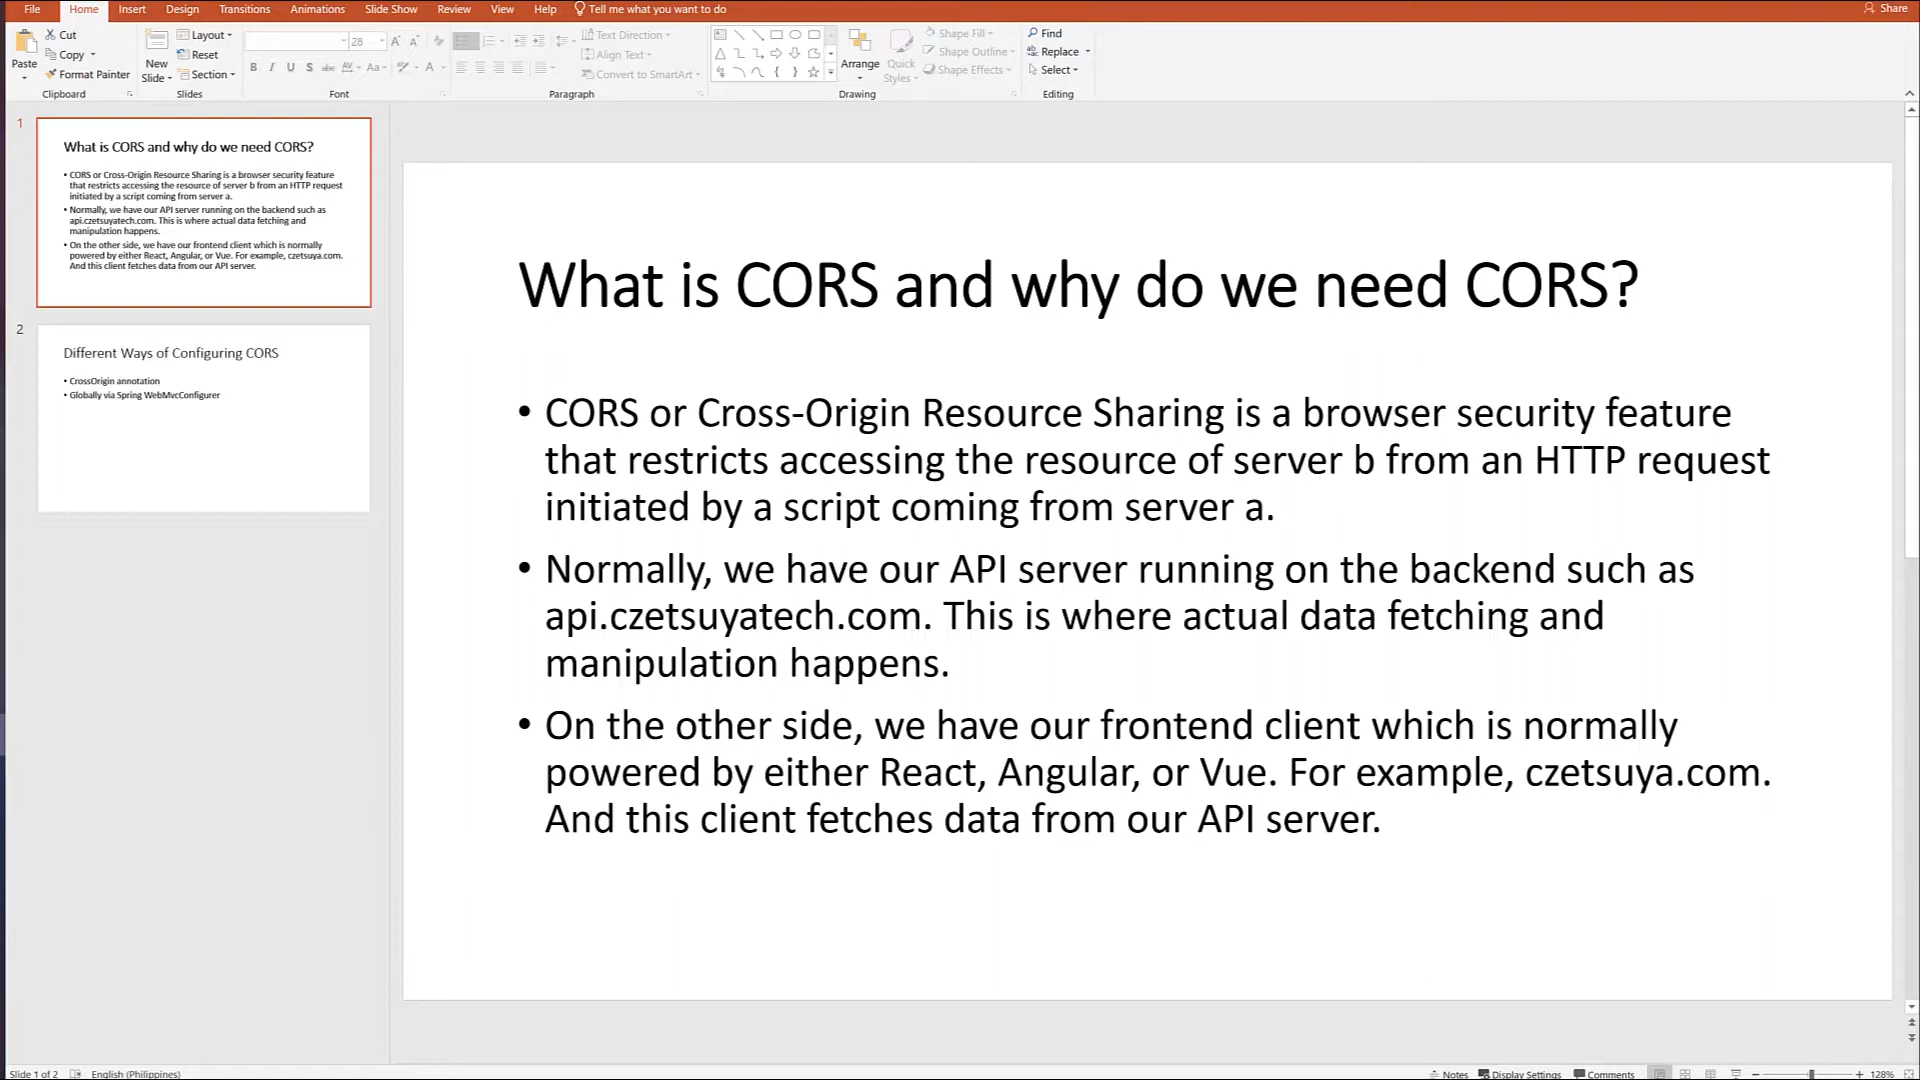 File Home Insert Design Transitions Animations Slide Show Review View Help Tell me what you want to do Share
Paste Cut Copy Format Painter Clipboard
New Slide Layout Reset Section Slides
28 Font
Text Direction Align Text Convert to SmartArt Paragraph
Arrange Quick Styles Shape Fill Shape Outline Shape Effects Drawing
Find Replace Select Editing
1
What is CORS and why do we need CORS?
• CORS or Cross-Origin Resource Sharing is a browser security feature
that restricts accessing the resource of server b from an HTTP request
initiated by a script coming from server a.
• Normally, we have our API server running on the backend such as
api.czetsuyatech.com. This is where actual data fetching and
manipulation happens.
• On the other side, we have our frontend client which is normally
powered by either React, Angular, or Vue. For example, czetsuya.com.
And this client fetches data from our API server.
2
Different Ways of Configuring CORS
• CrossOrigin annotation
• Globally via Spring WebMvcConfigurer
What is CORS and why do we need CORS?
• CORS or Cross-Origin Resource Sharing is a browser security feature
that restricts accessing the resource of server b from an HTTP request
initiated by a script coming from server a.
• Normally, we have our API server running on the backend such as
api.czetsuyatech.com. This is where actual data fetching and
manipulation happens.
• On the other side, we have our frontend client which is normally
powered by either React, Angular, or Vue. For example, czetsuya.com.
And this client fetches data from our API server.
Slide 1 of 2 English (Philippines) Notes Display Settings Comments 128%